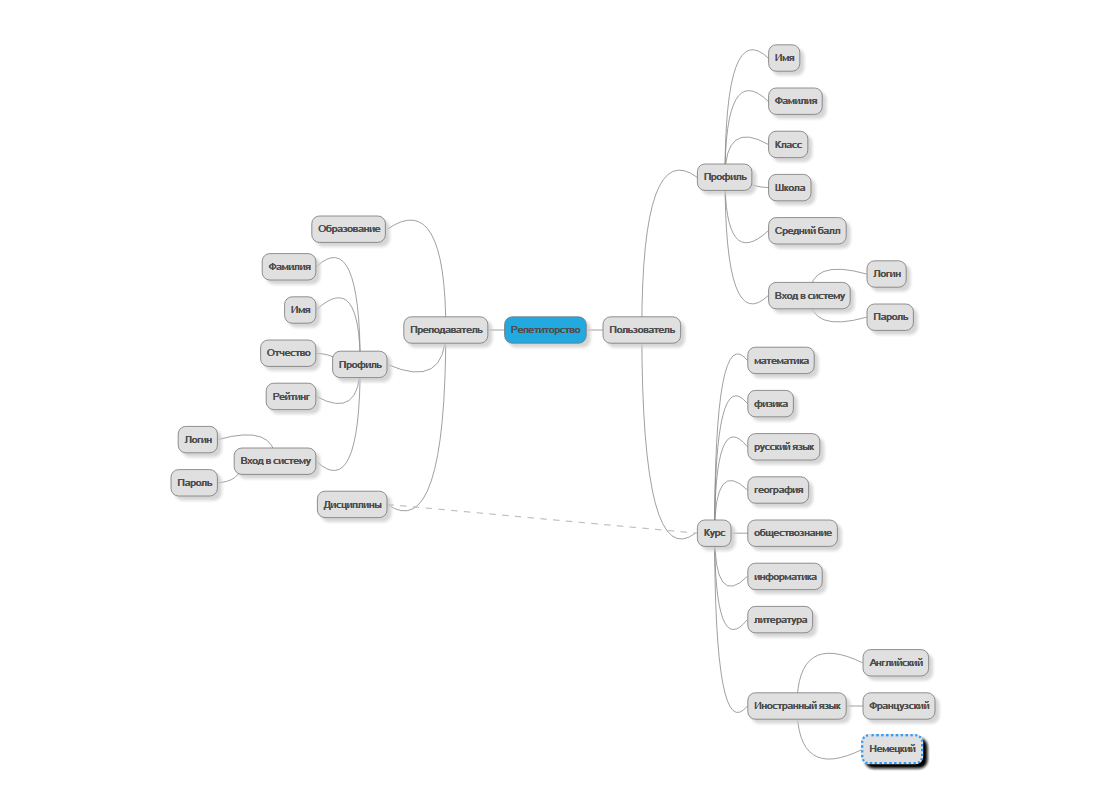 Репетиторство
Преподаватель
Образование
Профиль
Фамилия
Имя
Отчество
Рейтинг
Вход в систему
Логин
Пароль
Дисциплины
Пользователь
Профиль
Имя
Фамилия
Класс
Школа
Средний балл
Вход в систему
Логин
Пароль
Курс
математика
физика
русский язык
география
обществознание
информатика
литература
Иностранный язык
Английский
Французский
Немецкий